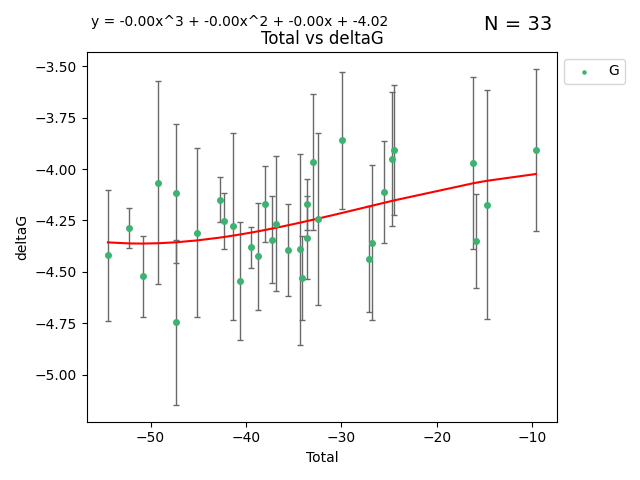 y = -0.00x^3 + -0.00x^2 + -0.00x + -4.02
N = 33
Total vs deltaG
G
−3.50
−3.75
−4.00
−4.25
−4.50
−4.75
−5.00
deltaG
−50
−40
−30
−20
−10
Total